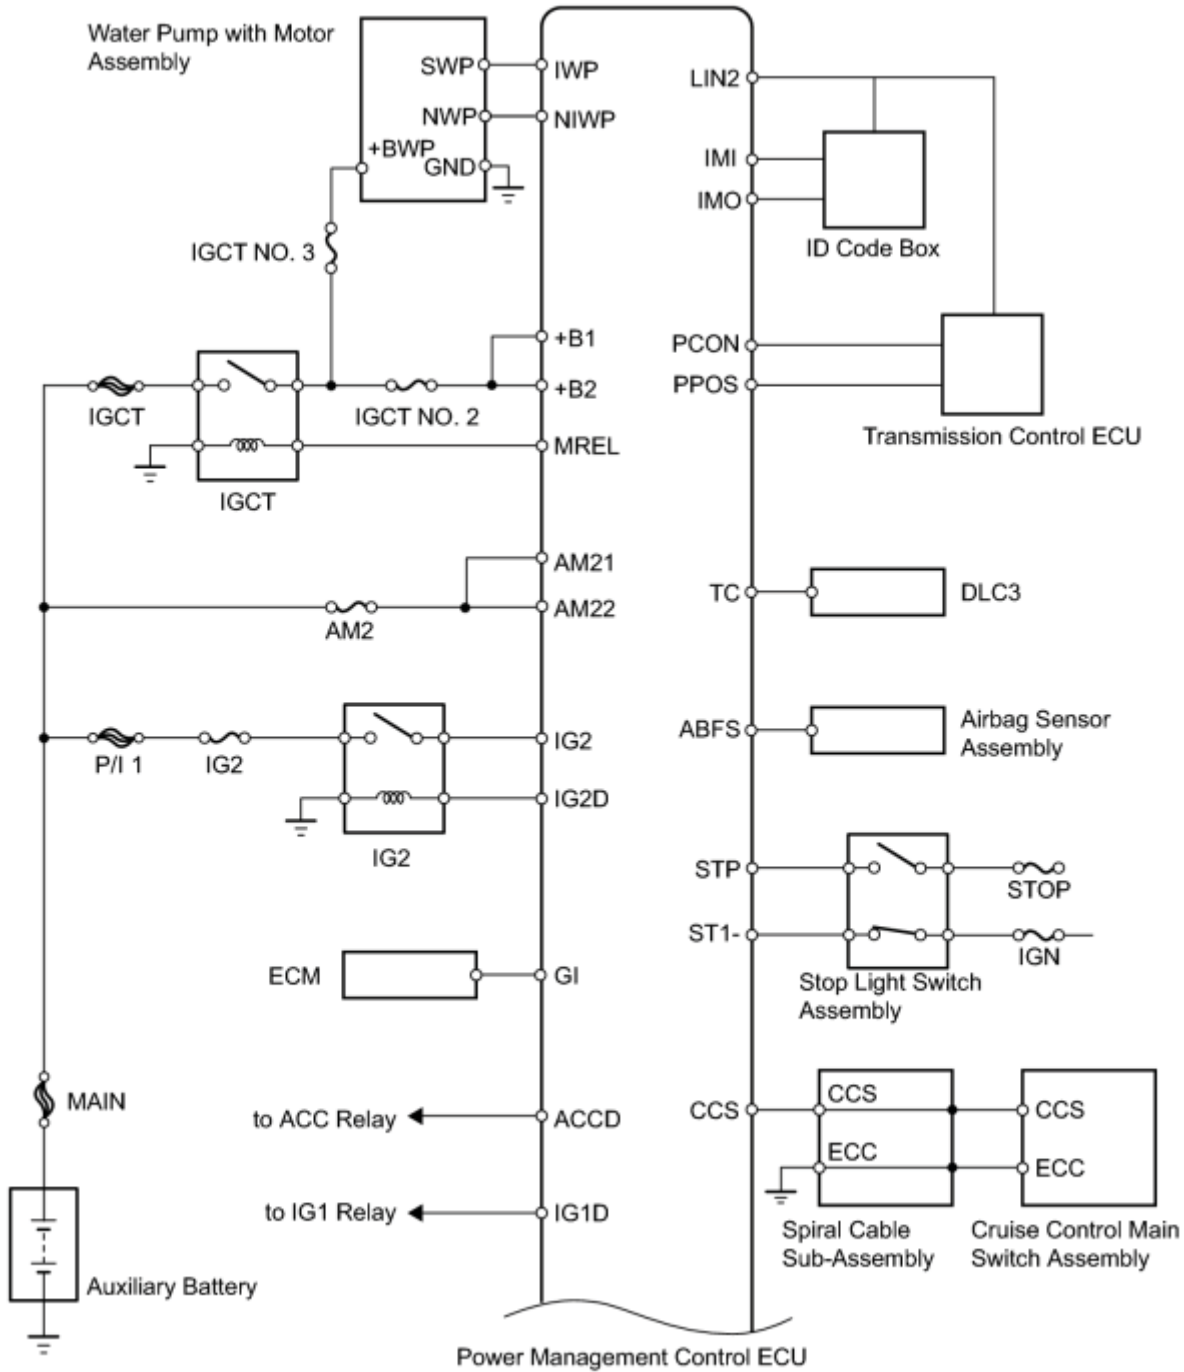 Water Pump with Motor
Assembly
SWP
IWP
NWP
NIWP
+BWP
GND
IGCT NO. 3
LIN2
IMI
IMO
ID Code Box
+B1
+B2
IGCT
IGCT NO. 2
MREL
IGCT
PCON
PPOS
Transmission Control ECU
AM21
AM22
AM2
TC
DLC3
IG2
P/I 1
IG2
IG2D
IG2
ABFS
Airbag Sensor
Assembly
STP
STOP
ST1-
IGN
Stop Light Switch
Assembly
ECM
GI
MAIN
to ACC Relay
ACCD
to IG1 Relay
IG1D
Auxiliary Battery
CCS
CCS
CCS
ECC
ECC
Spiral Cable
Sub-Assembly
Cruise Control Main
Switch Assembly
Power Management Control ECU